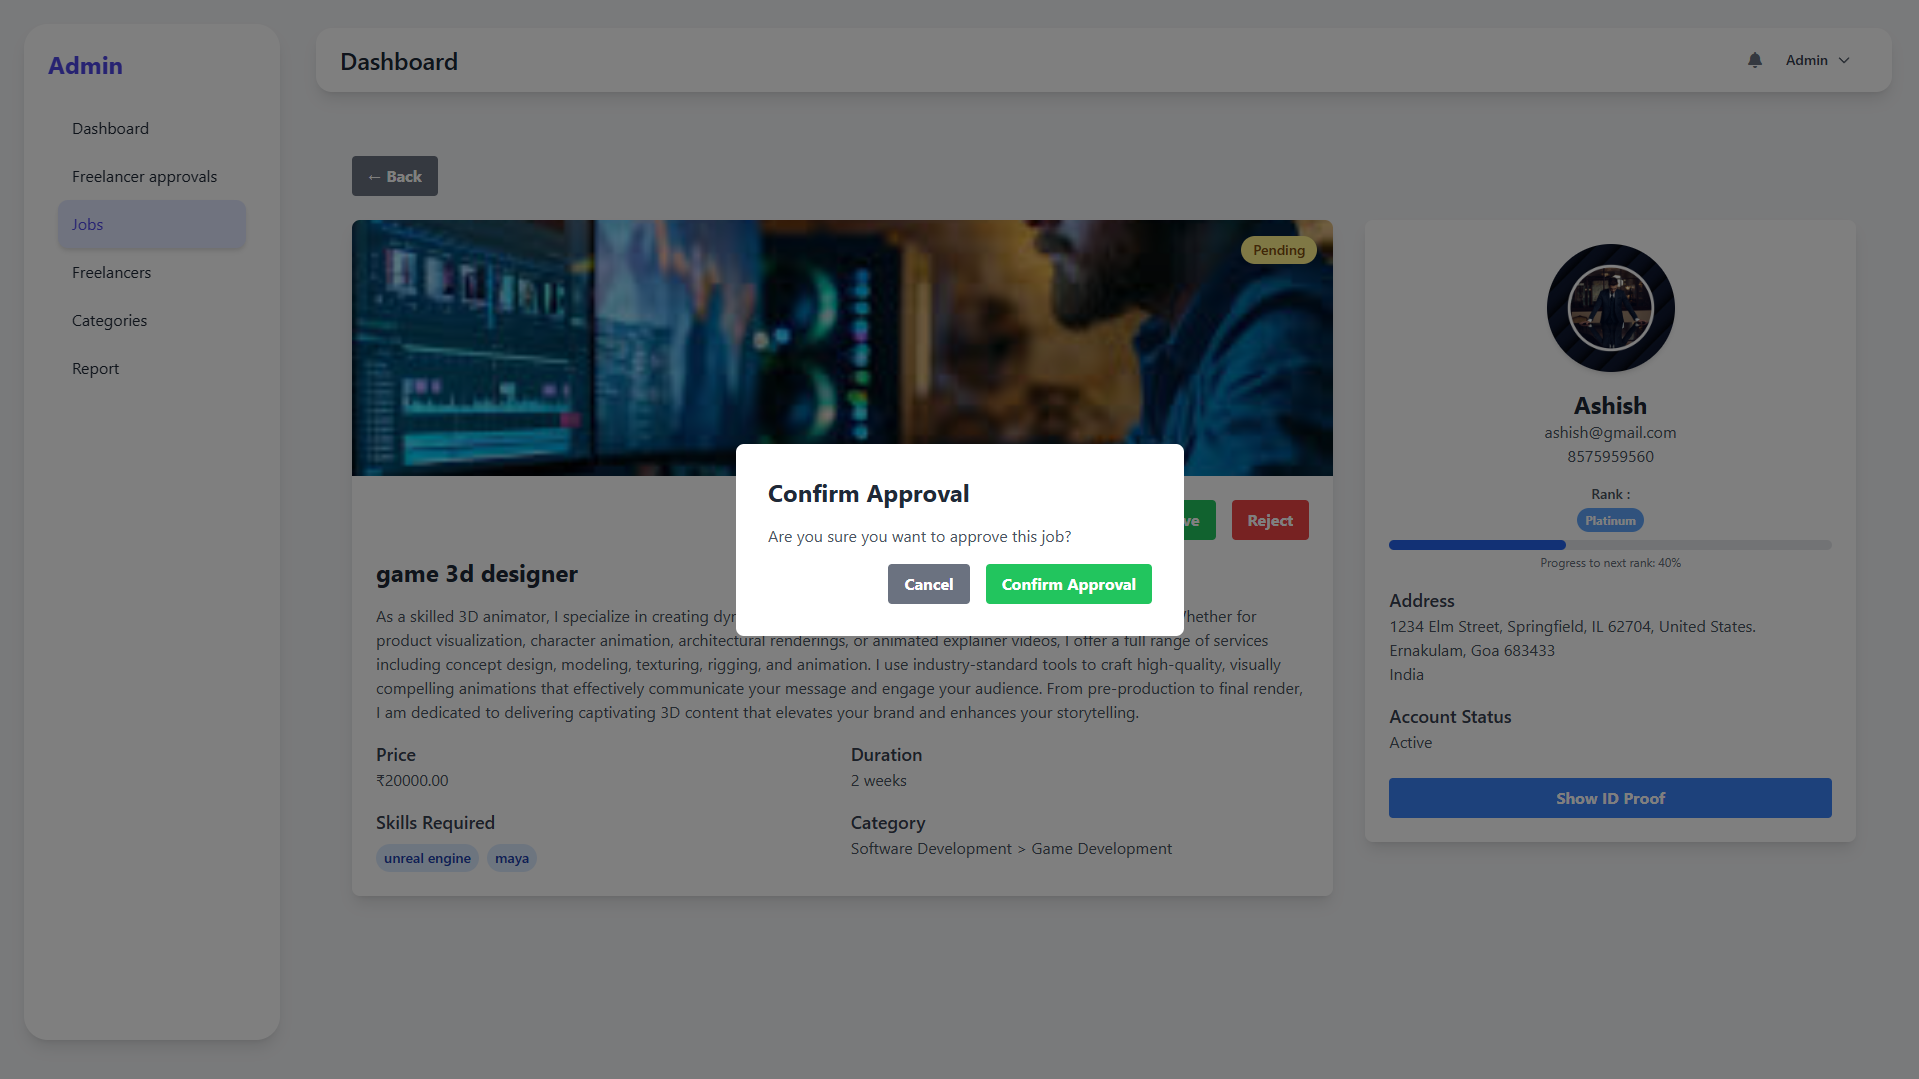 Admin
Dashboard
Freelancer approvals
Jobs
Freelancers
Categories
Report
Dashboard
Admin
← Back
Pending
Confirm Approval
Are you sure you want to approve this job?
Cancel
Confirm Approval
ve
Reject
game 3d designer
As a skilled 3D animator, I specialize in creating Whether for
product visualization, character animation, architectural renderings, or animated explainer videos, I offer a full range of services
including concept design, modeling, texturing, rigging, and animation. I use industry-standard tools to craft high-quality, visually
compelling animations that effectively communicate your message and engage your audience. From pre-production to final render,
I am dedicated to delivering captivating 3D content that elevates your brand and enhances your storytelling.
Price
₹20000.00
Duration
2 weeks
Skills Required
unreal engine
maya
Category
Software Development > Game Development
Ashish
ashish@gmail.com
8575959560
Rank :
Platinum
Progress to next rank: 40%
Address
1234 Elm Street, Springfield, IL 62704, United States.
Ernakulam, Goa 683433
India
Account Status
Active
Show ID Proof